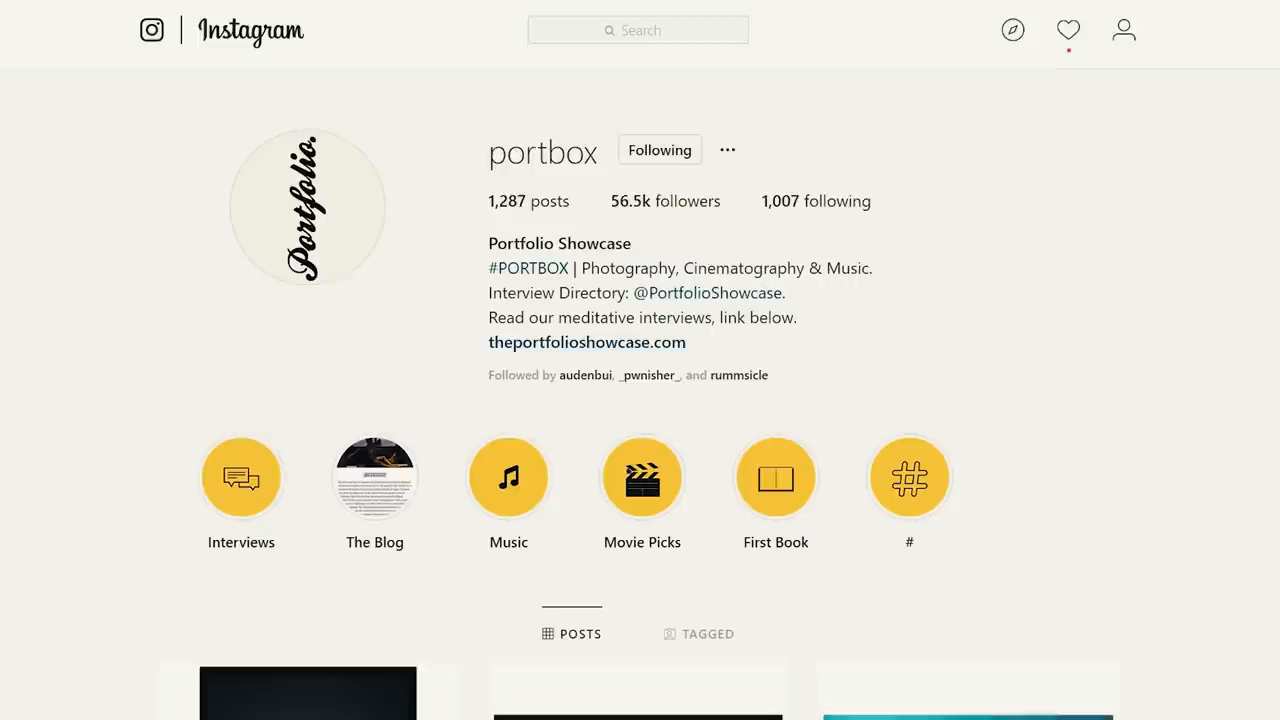 Instagram
Search
Portfolio.
portbox Following
1,287 posts 56.5k followers 1,007 following
Portfolio Showcase
#PORTBOX | Photography, Cinematography & Music.
Interview Directory: @PortfolioShowcase.
Read our meditative interviews, link below.
theportfolioshowcase.com
Followed by audenbui, _pwnisher_, and rummsicle
Interviews The Blog Music Movie Picks First Book #
POSTS TAGGED